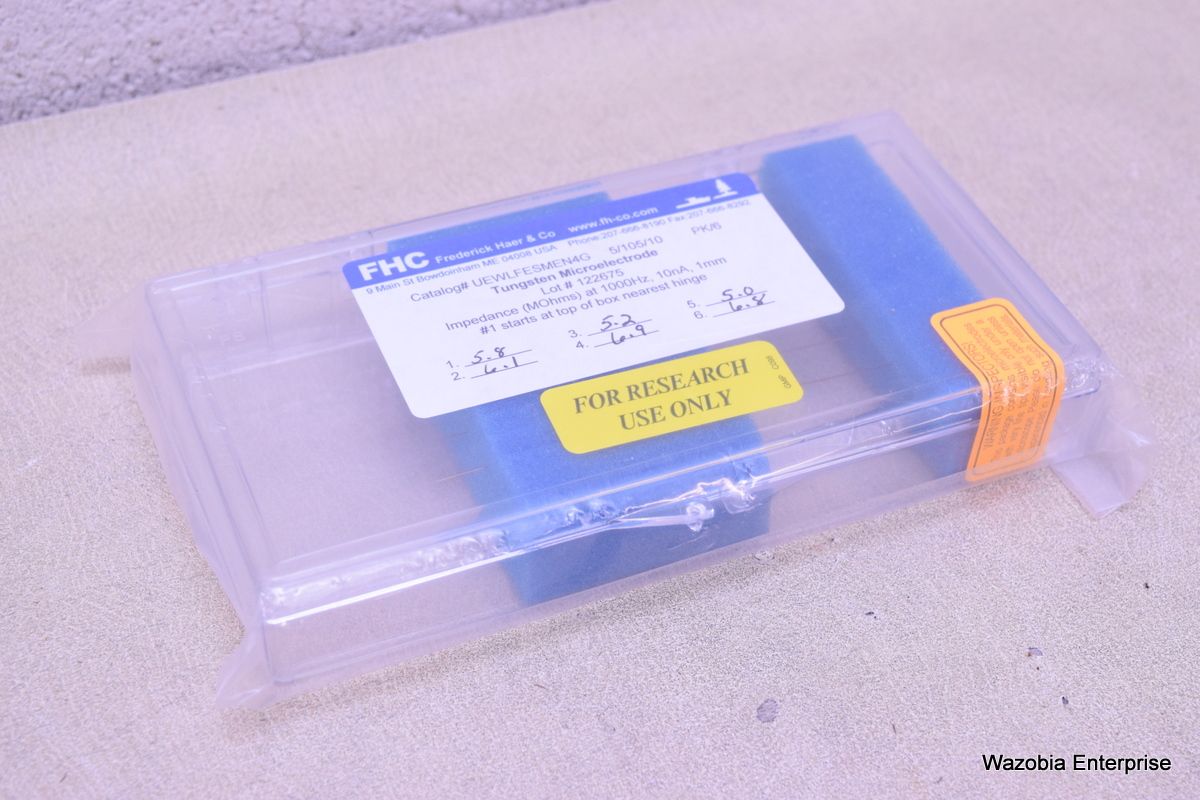 FHC Frederick Haer & Co www.fh-co.com
9 Main St Bowdoinham ME 04008 USA Phone:207-666-8190 Fax 207-666-8292
Catalog# UEWLFESMEN4G 5/105/10 PK/6
Tungsten Microelectrode
Lot # 122675
Impedance (MOhms) at 1000Hz, 10nA, 1mm
#1 starts at top of box nearest hinge
1. 5.8 3. 5.2 5. 5.0
2. 6.1 4. 6.9 6. 6.8
FOR RESEARCH
USE ONLY
Wazobia Enterprise